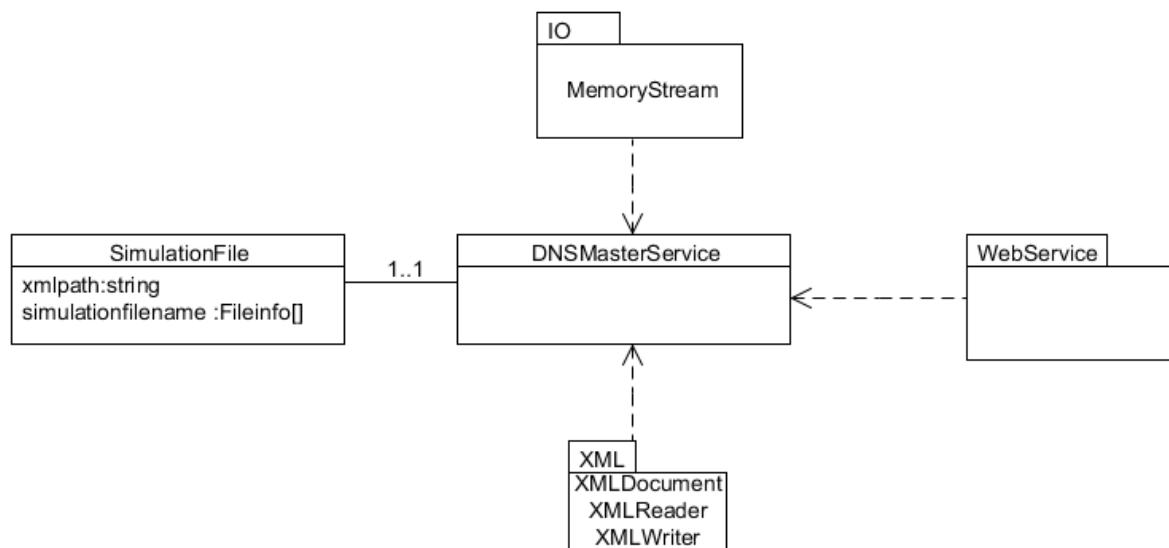 IO
MemoryStream
SimulationFile
xmlpath:string
simulationfilename :Fileinfo[]
1..1
DNSMasterService
WebService
XML
XMLDocument
XMLReader
XMLWriter